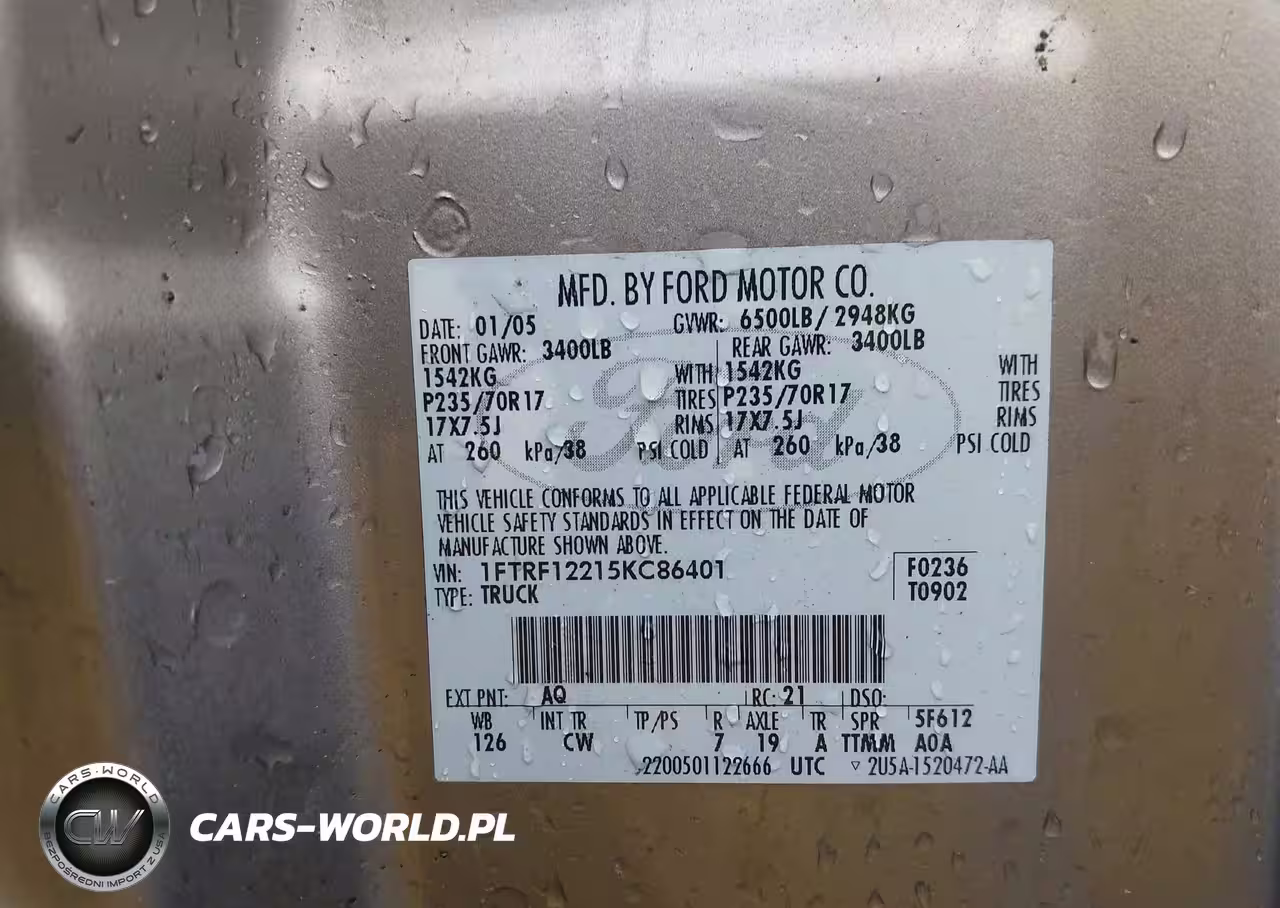 MFD. BY FORD MOTOR CO.
DATE: 01/05 GVWR: 6500LB/ 2948KG
FRONT GAWR: 3400LB REAR GAWR: 3400LB
1542KG WITH 1542KG WITH
P235/70R17 TIRES P235/70R17 TIRES
17X7.5J RIMS 17X7.5J RIMS
AT 260 kPa/38 PSI COLD AT 260 kPa/38 PSI COLD
Ford
THIS VEHICLE CONFORMS TO ALL APPLICABLE FEDERAL MOTOR
VEHICLE SAFETY STANDARDS IN EFFECT ON THE DATE OF
MANUFACTURE SHOWN ABOVE.
VIN: 1FTRF12215KC86401 F0236
TYPE: TRUCK T0902
EXT PNT: AQ RC: 21 DSO:
WB INT TR TP/PS R AXLE TR SPR 5F612
126 CW 7 19 A TTMM A0A
2200501122666 UTC ▽ 2U5A-1520472-AA
CARS-WORLD
CW
BEZPOŚREDNI IMPORT Z USA
CARS-WORLD.PL